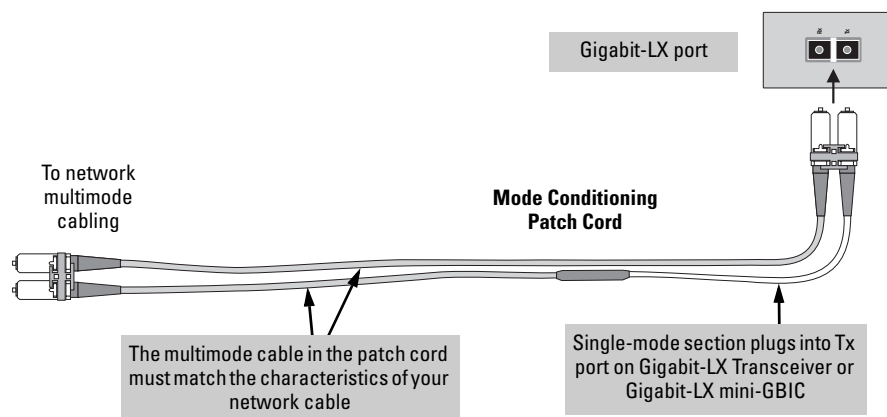 Gigabit-LX port
To network
multimode
cabling
Mode Conditioning
Patch Cord
The multimode cable in the patch cord
must match the characteristics of your
network cable
Single-mode section plugs into Tx
port on Gigabit-LX Transceiver or
Gigabit-LX mini-GBIC